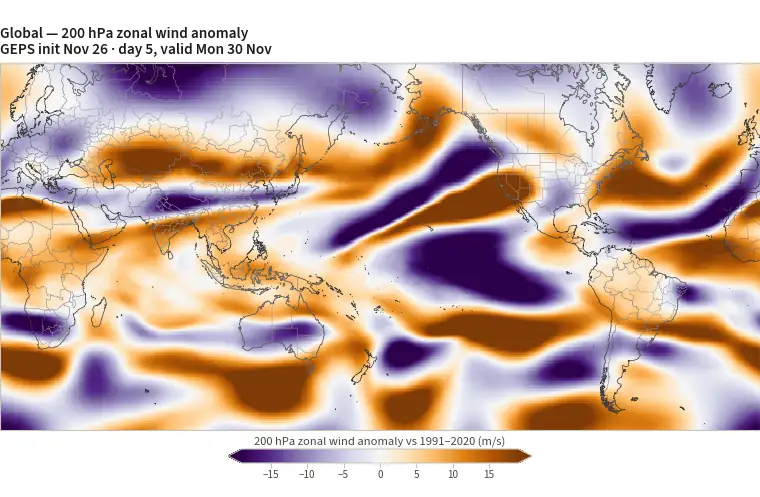 Global — 200 hPa zonal wind anomaly
GEPS init Nov 26 · day 5, valid Mon 30 Nov
200 hPa zonal wind anomaly vs 1991–2020 (m/s)
−15 −10 −5 0 5 10 15